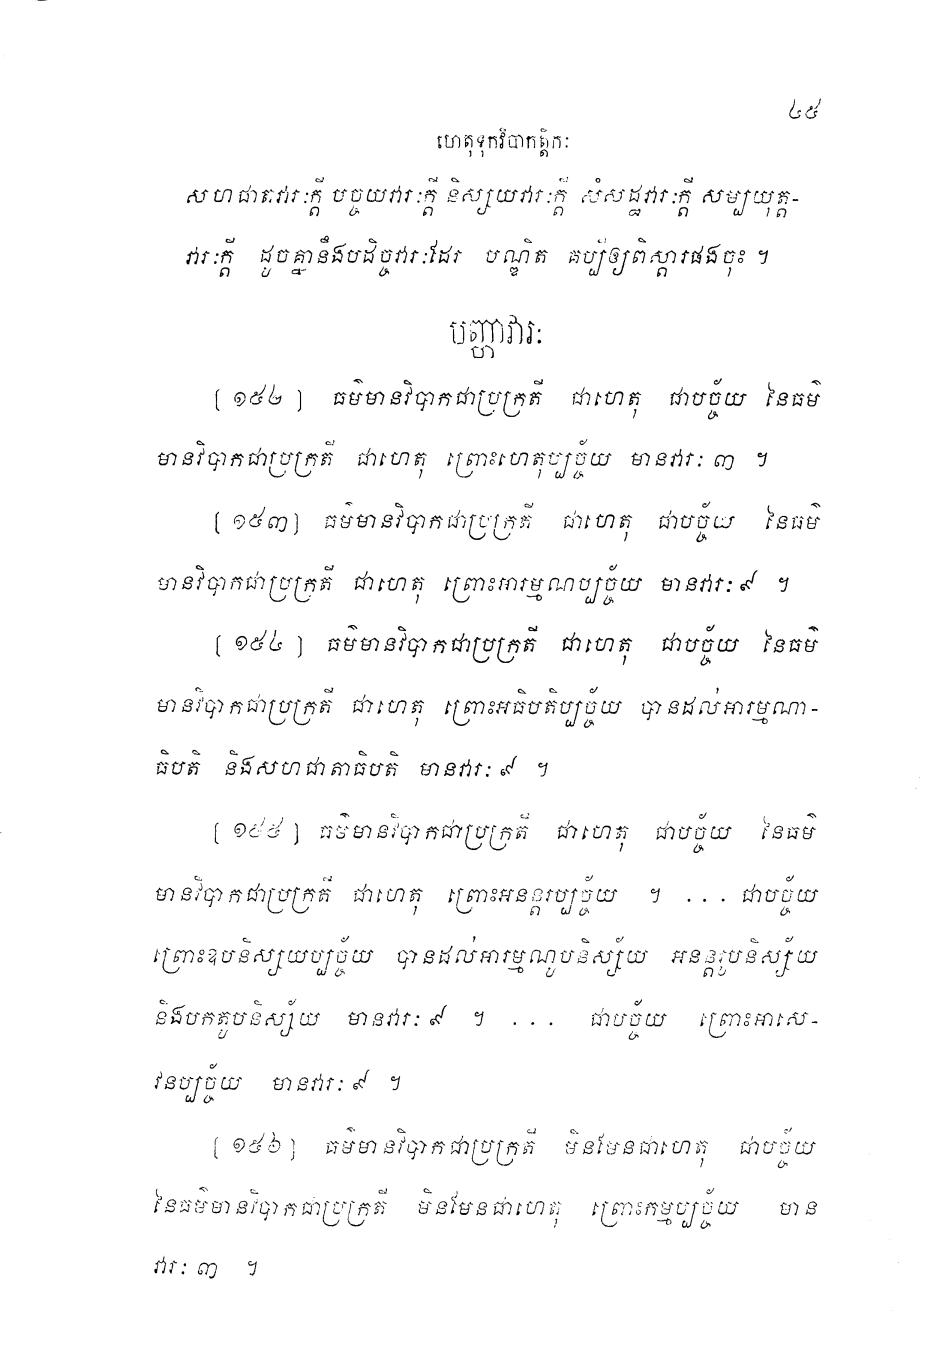 ៤៥
ហេតុទុកវិបាកត្តិកៈ
សហជាតវារៈក្តី បច្ចយវារៈក្តី និស្សយវារៈក្តី សំសដ្ឋវារៈក្តី សម្បយុត្ត-
វារៈក្តី ដូចគ្នានឹងបដិច្ចវារៈដែរ បណ្ឌិត គប្បីឲ្យពិស្តារផងចុះ ។
បញ្ហាវារៈ
[ ១៥២ ] ធម៌មានវិបាកជាប្រក្រតី ជាហេតុ ជាបច្ច័យ នៃធម៌
មានវិបាកជាប្រក្រតី ជាហេតុ ព្រោះហេតុប្បច្ច័យ មានវារៈ ៣ ។
[ ១៥៣ ] ធម៌មានវិបាកជាប្រក្រតី ជាហេតុ ជាបច្ច័យ នៃធម៌
មានវិបាកជាប្រក្រតី ជាហេតុ ព្រោះអារម្មណប្បច្ច័យ មានវារៈ ៩ ។
[ ១៥៤ ] ធម៌មានវិបាកជាប្រក្រតី ជាហេតុ ជាបច្ច័យ នៃធម៌
មានវិបាកជាប្រក្រតី ជាហេតុ ព្រោះអធិបតិប្បច្ច័យ បានដល់អារម្មណា-
ធិបតិ និងសហជាតាធិបតិ មានវារៈ ៩ ។
[ ១៥៥ ] ធម៌មានវិបាកជាប្រក្រតី ជាហេតុ ជាបច្ច័យ នៃធម៌
មានវិបាកជាប្រក្រតី ជាហេតុ ព្រោះអនន្តរប្បច្ច័យ ។ ... ជាបច្ច័យ
ព្រោះឧបនិស្សយប្បច្ច័យ បានដល់អារម្មណូបនិស្ស័យ អនន្តរូបនិស្ស័យ
និងបកតូបនិស្ស័យ មានវារៈ ៩ ។ ... ជាបច្ច័យ ព្រោះអាសេ-
វនប្បច្ច័យ មានវារៈ ៩ ។
[ ១៥៦ ] ធម៌មានវិបាកជាប្រក្រតី មិនមែនជាហេតុ ជាបច្ច័យ
នៃធម៌មានវិបាកជាប្រក្រតី មិនមែនជាហេតុ ព្រោះកម្មប្បច្ច័យ មាន
វារៈ ៣ ។